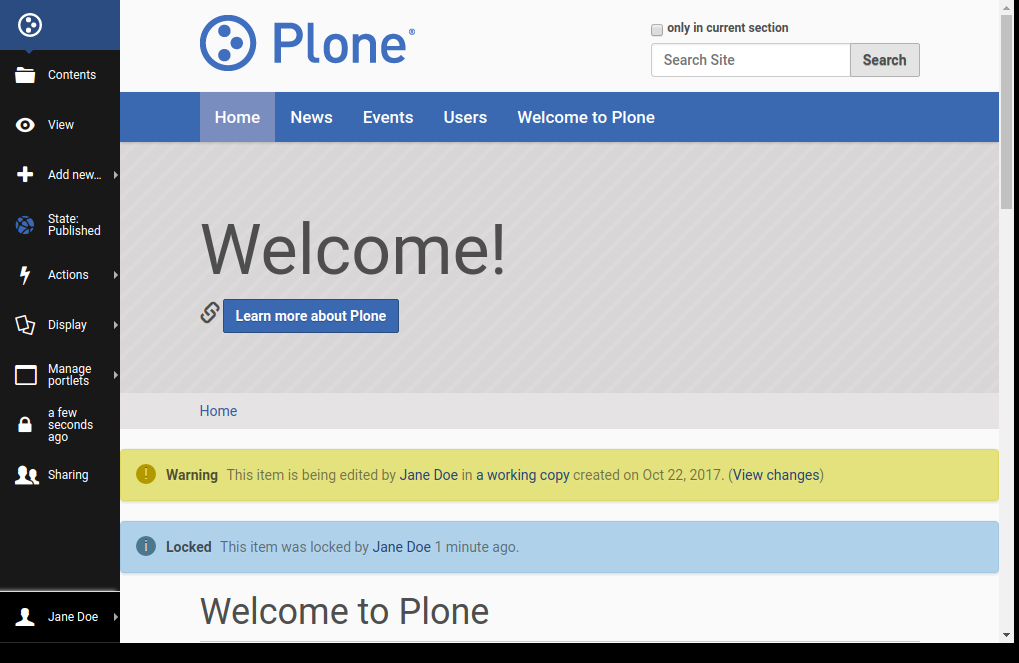 Contents
View
Add new...
State:
Published
Actions
Display
Manage
portlets
a few
seconds
ago
Sharing
Jane Doe
Plone®
only in current section
Search Site
Search
Home News Events Users Welcome to Plone
Welcome!
Learn more about Plone
Home
Warning This item is being edited by Jane Doe in a working copy created on Oct 22, 2017. (View changes)
Locked This item was locked by Jane Doe 1 minute ago.
Welcome to Plone